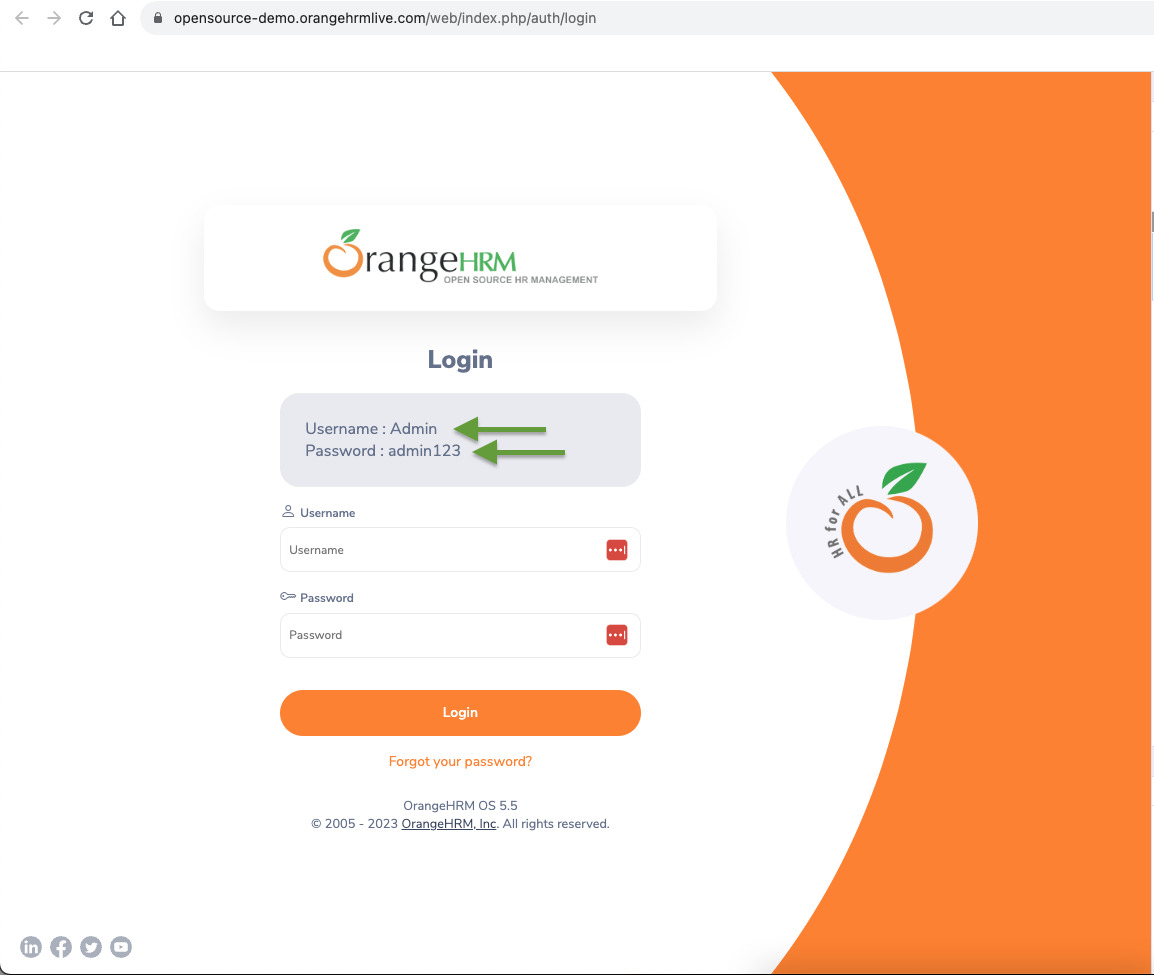 opensource-demo.orangehrmlive.com/web/index.php/auth/login
OrangeHRM
OPEN SOURCE HR MANAGEMENT
Login
Username : Admin
Password : admin123
Username
Username
Password
Password
Login
Forgot your password?
OrangeHRM OS 5.5
© 2005 - 2023 OrangeHRM, Inc. All rights reserved.
HR for ALL
in